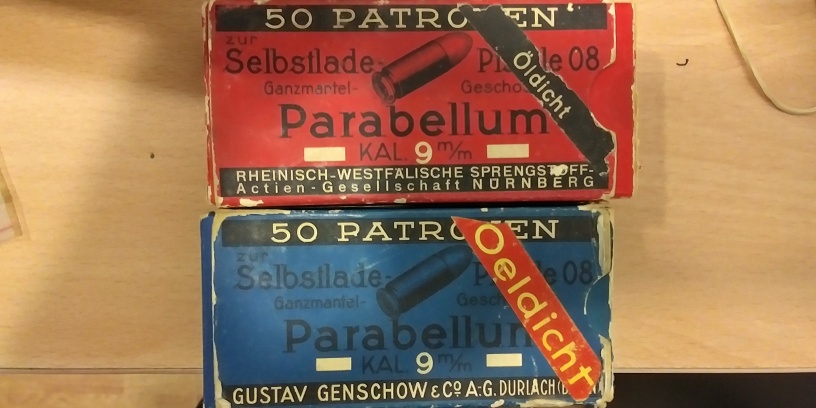 50 PATRONEN
zur
Selbstlade- Pistole 08
Ganzmantel- Geschoss
Öldicht
Parabellum
KAL. 9 m/m
RHEINISCH-WESTFÄLISCHE SPRENGSTOFF-
Actien-Gesellschaft NÜRNBERG
50 PATRONEN
zur
Selbstlade- Pistole 08
Ganzmantel-
Oeldicht
Parabellum
KAL. 9 m/m
GUSTAV GENSCHOW & Co A.-G. DURLACH